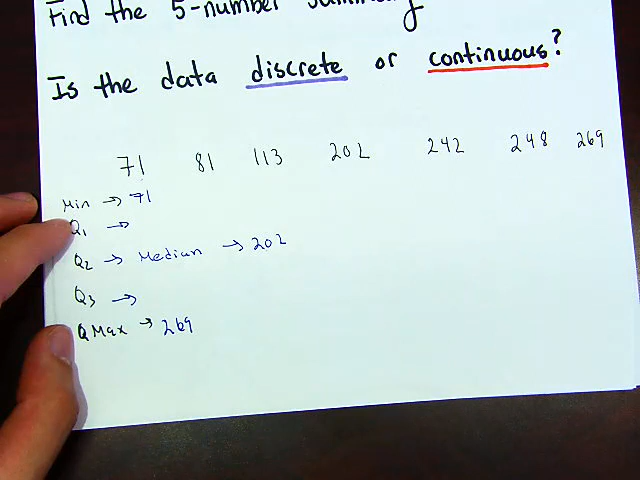 Find the 5-number summary
Is the data discrete or continuous?
71 81 113 202 242 248 269
Min → 71
Q1 →
Q2 → Median → 202
Q3 →
Q Max → 269